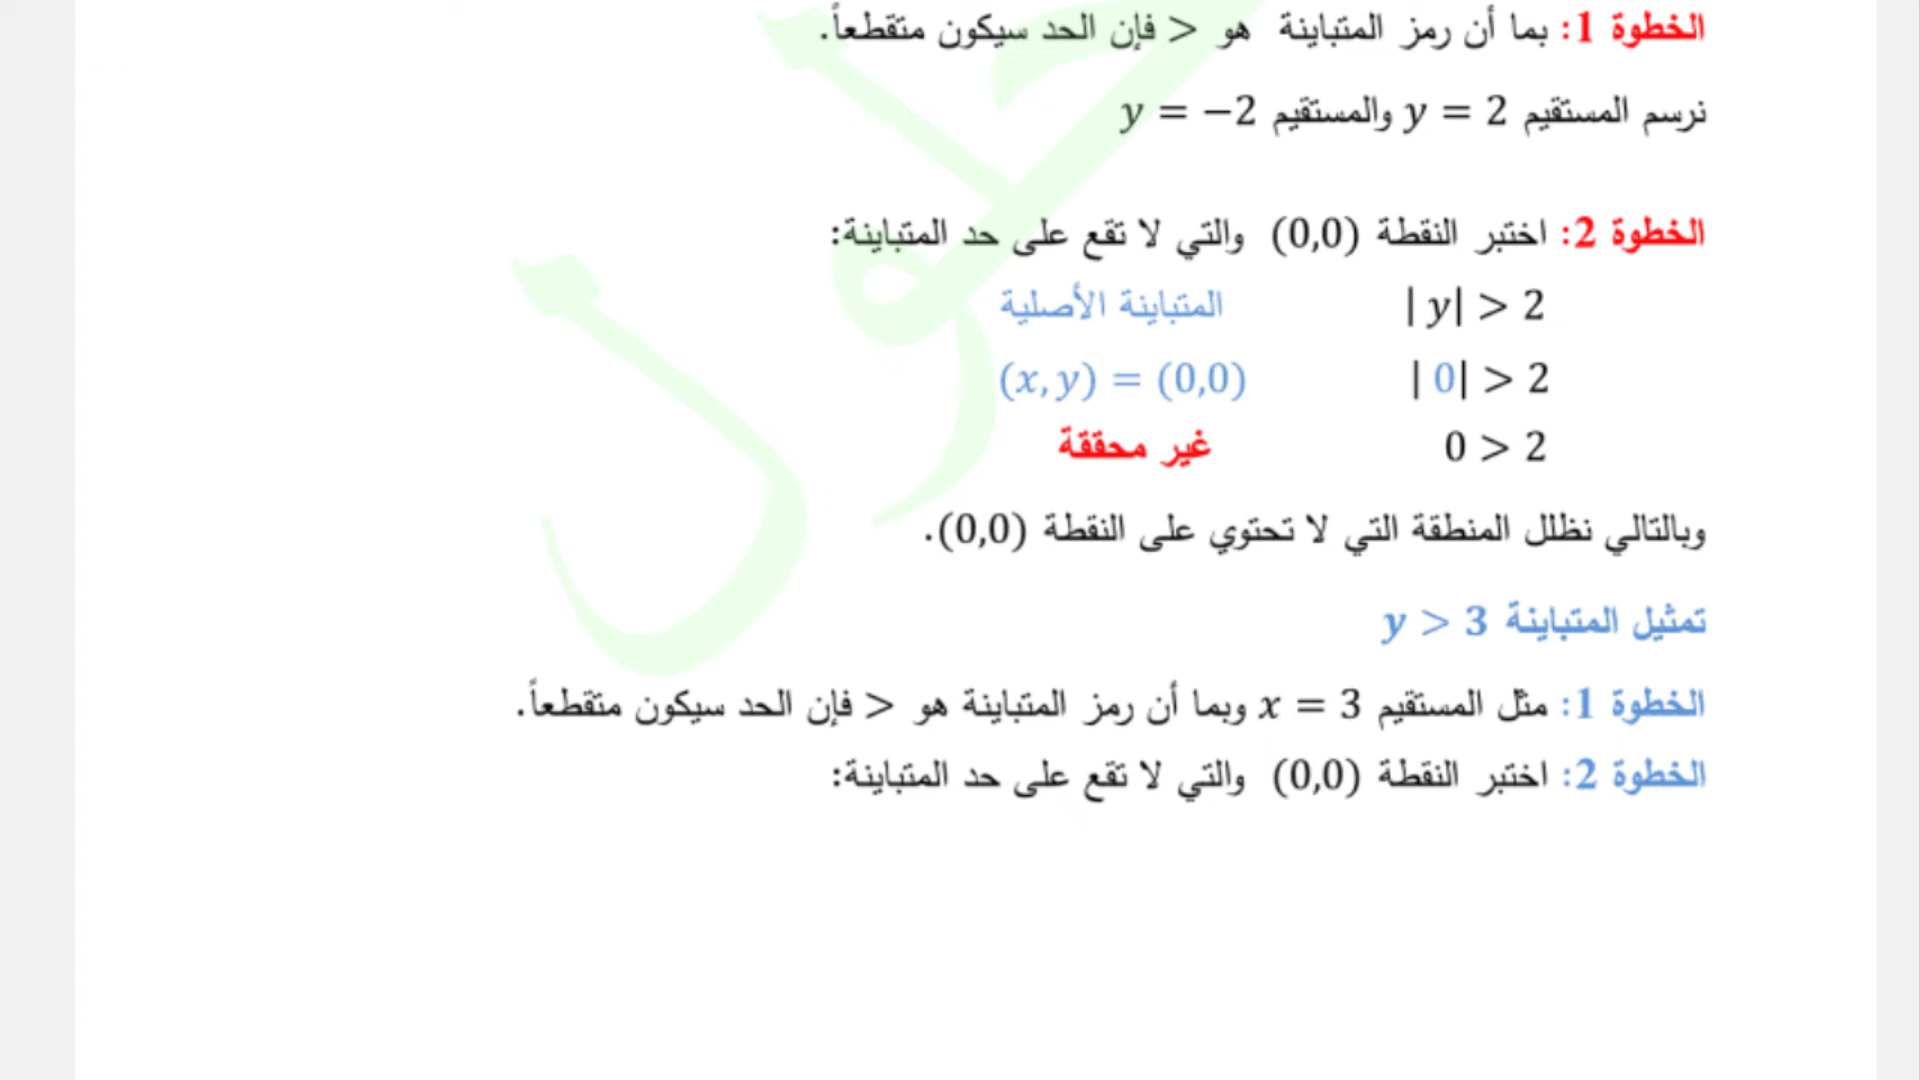 الخطوة 1: بما أن رمز المتباينة هو > فإن الحد سيكون متقطعاً.
نرسم المستقيم y = 2 والمستقيم y = −2
الخطوة 2: اختبر النقطة (0,0) والتي لا تقع على حد المتباينة:
|y| > 2 المتباينة الأصلية
|0| > 2 (x, y) = (0,0)
0 > 2 غير محققة
وبالتالي نظلل المنطقة التي لا تحتوي على النقطة (0,0).
تمثيل المتباينة y > 3
الخطوة 1: مثل المستقيم x = 3 وبما أن رمز المتباينة هو > فإن الحد سيكون متقطعاً.
الخطوة 2: اختبر النقطة (0,0) والتي لا تقع على حد المتباينة: